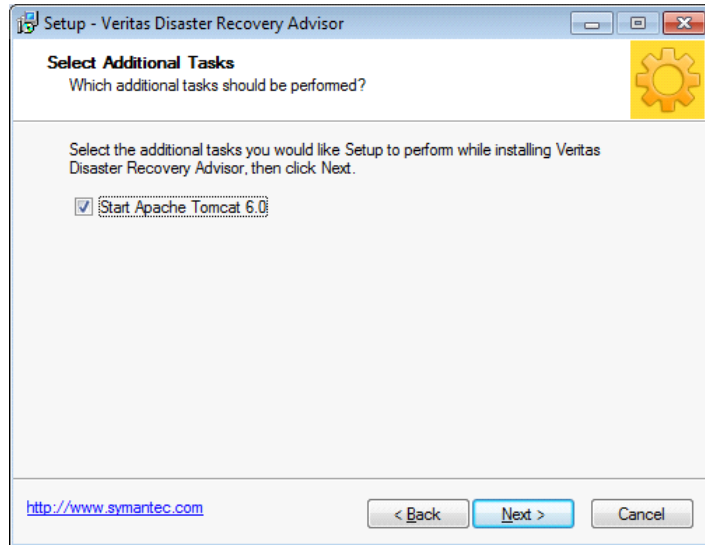 Setup - Veritas Disaster Recovery Advisor
Select Additional Tasks
Which additional tasks should be performed?
Select the additional tasks you would like Setup to perform while installing Veritas
Disaster Recovery Advisor, then click Next.
Start Apache Tomcat 6.0
http://www.symantec.com
< Back
Next >
Cancel